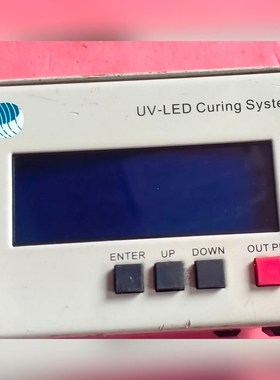 UV-LED Curing Syste
ENTER UP DOWN OUT P